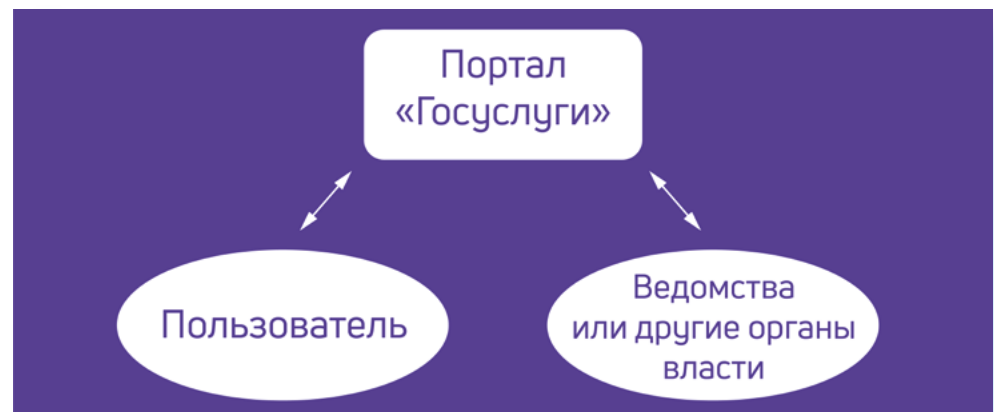 Портал
«Госуслуги»
Пользователь
Ведомства
или другие органы
власти